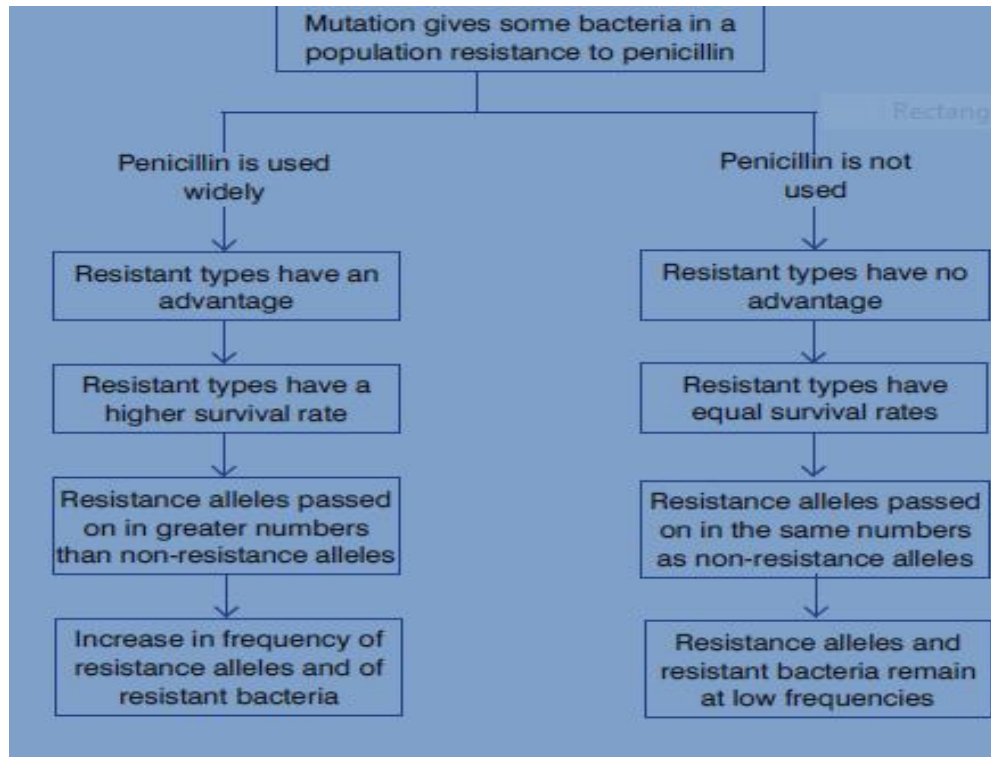 Mutation gives some bacteria in a
population resistance to penicillin
Rectang
Penicillin is used
widely
Resistant types have an
advantage
Resistant types have a
higher survival rate
Resistance alleles passed
on in greater numbers
than non-resistance alleles
Increase in frequency of
resistance alleles and of
resistant bacteria
Penicillin is not
used
Resistant types have no
advantage
Resistant types have
equal survival rates
Resistance alleles passed
on in the same numbers
as non-resistance alleles
Resistance alleles and
resistant bacteria remain
at low frequencies